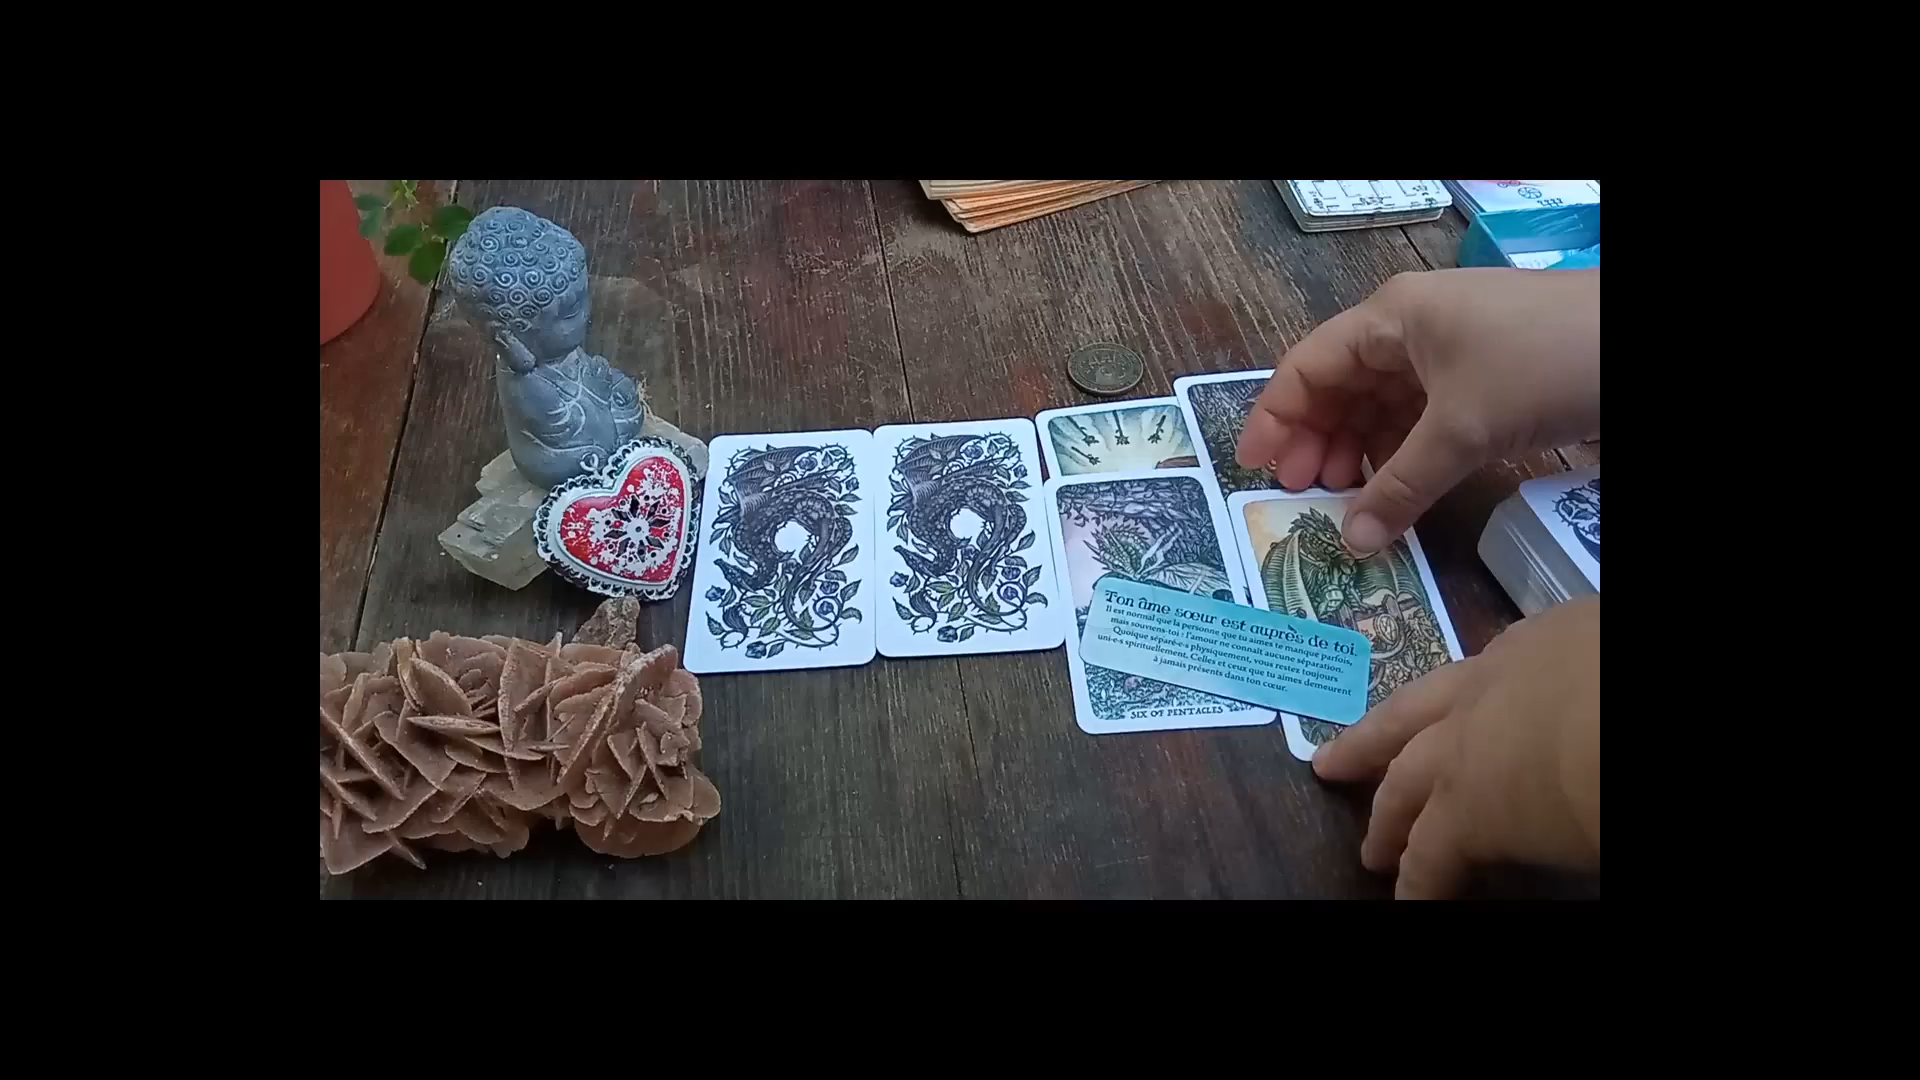 Ton âme sœur est auprès de toi.
Il est normal que la personne que tu aimes te manque parfois,
mais souviens-toi : l'amour ne connaît aucune séparation.
Quoique séparé·e·s physiquement, vous restez toujours
uni·e·s spirituellement. Celles et ceux que tu aimes demeurent
à jamais présents dans ton cœur.
SIX OF PENTACLES